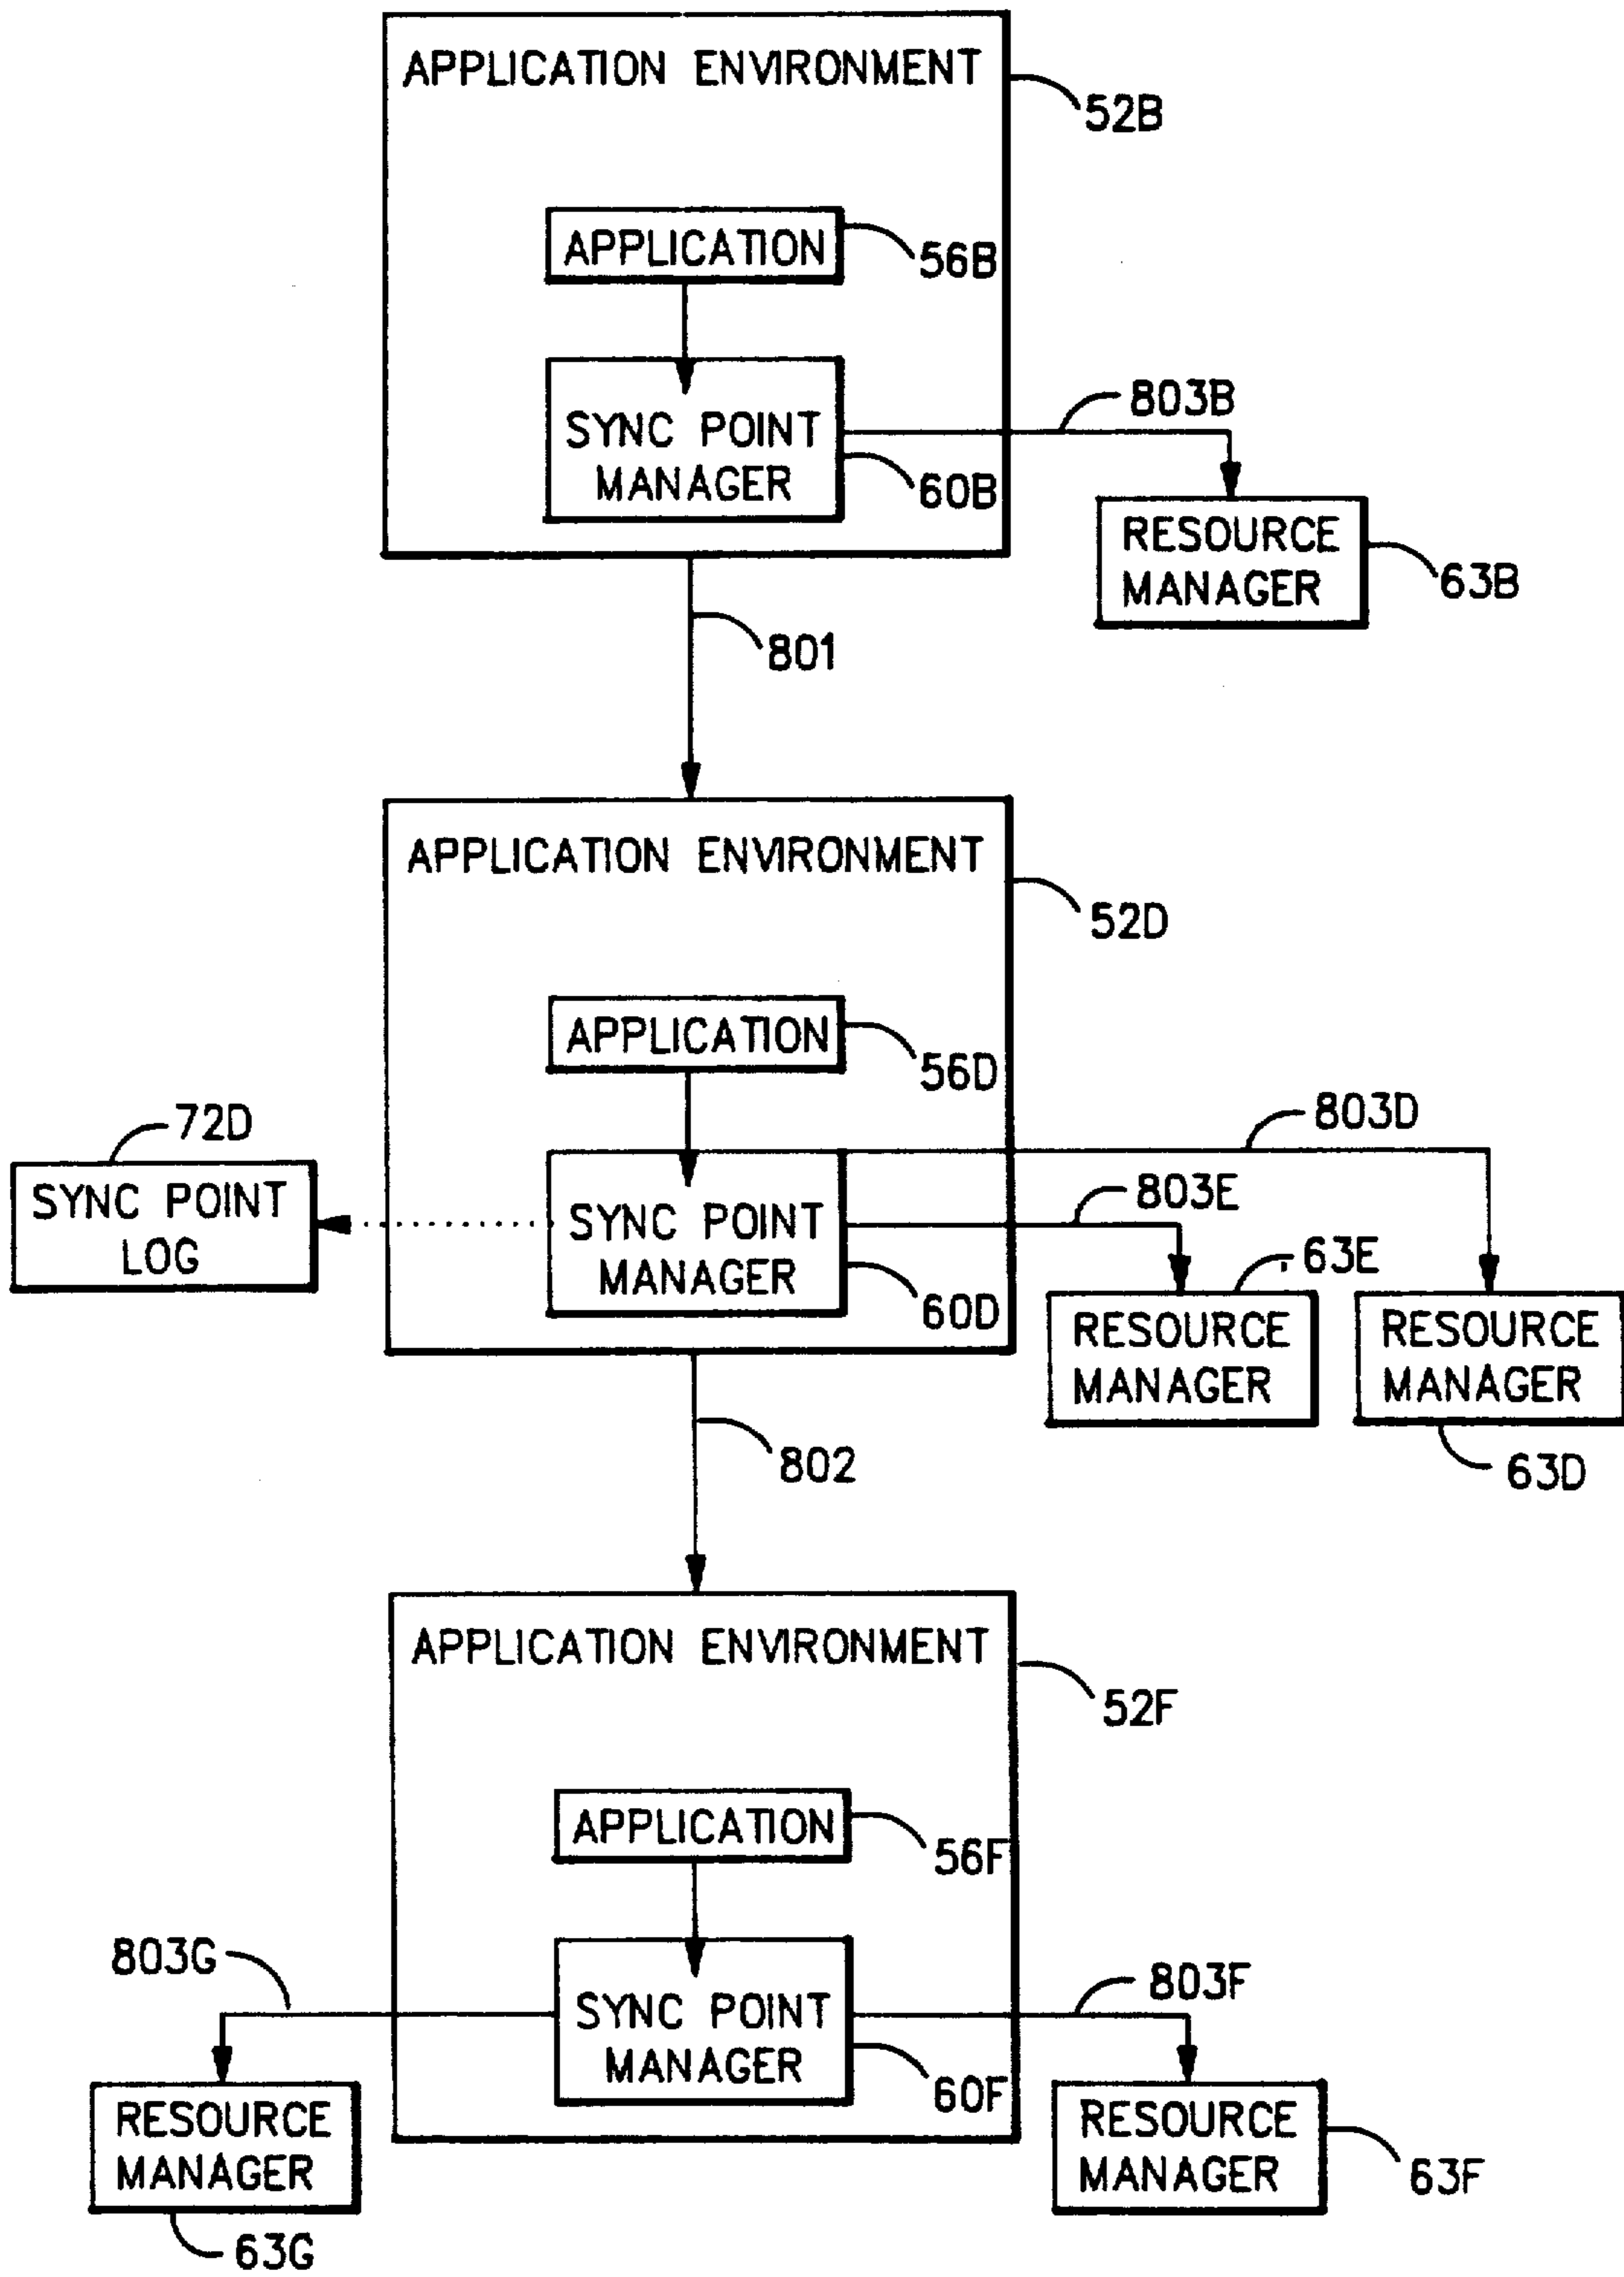 APPLICATION ENVIRONMENT
52B
APPLICATION
56B
SYNC POINT
MANAGER
60B
803B
RESOURCE
MANAGER
63B
801
APPLICATION ENVIRONMENT
52D
APPLICATION
56D
72D
SYNC POINT
LOG
SYNC POINT
MANAGER
60D
803D
803E
63E
RESOURCE
MANAGER
RESOURCE
MANAGER
63D
802
APPLICATION ENVIRONMENT
52F
APPLICATION
56F
803G
SYNC POINT
MANAGER
60F
803F
RESOURCE
MANAGER
63G
RESOURCE
MANAGER
63F